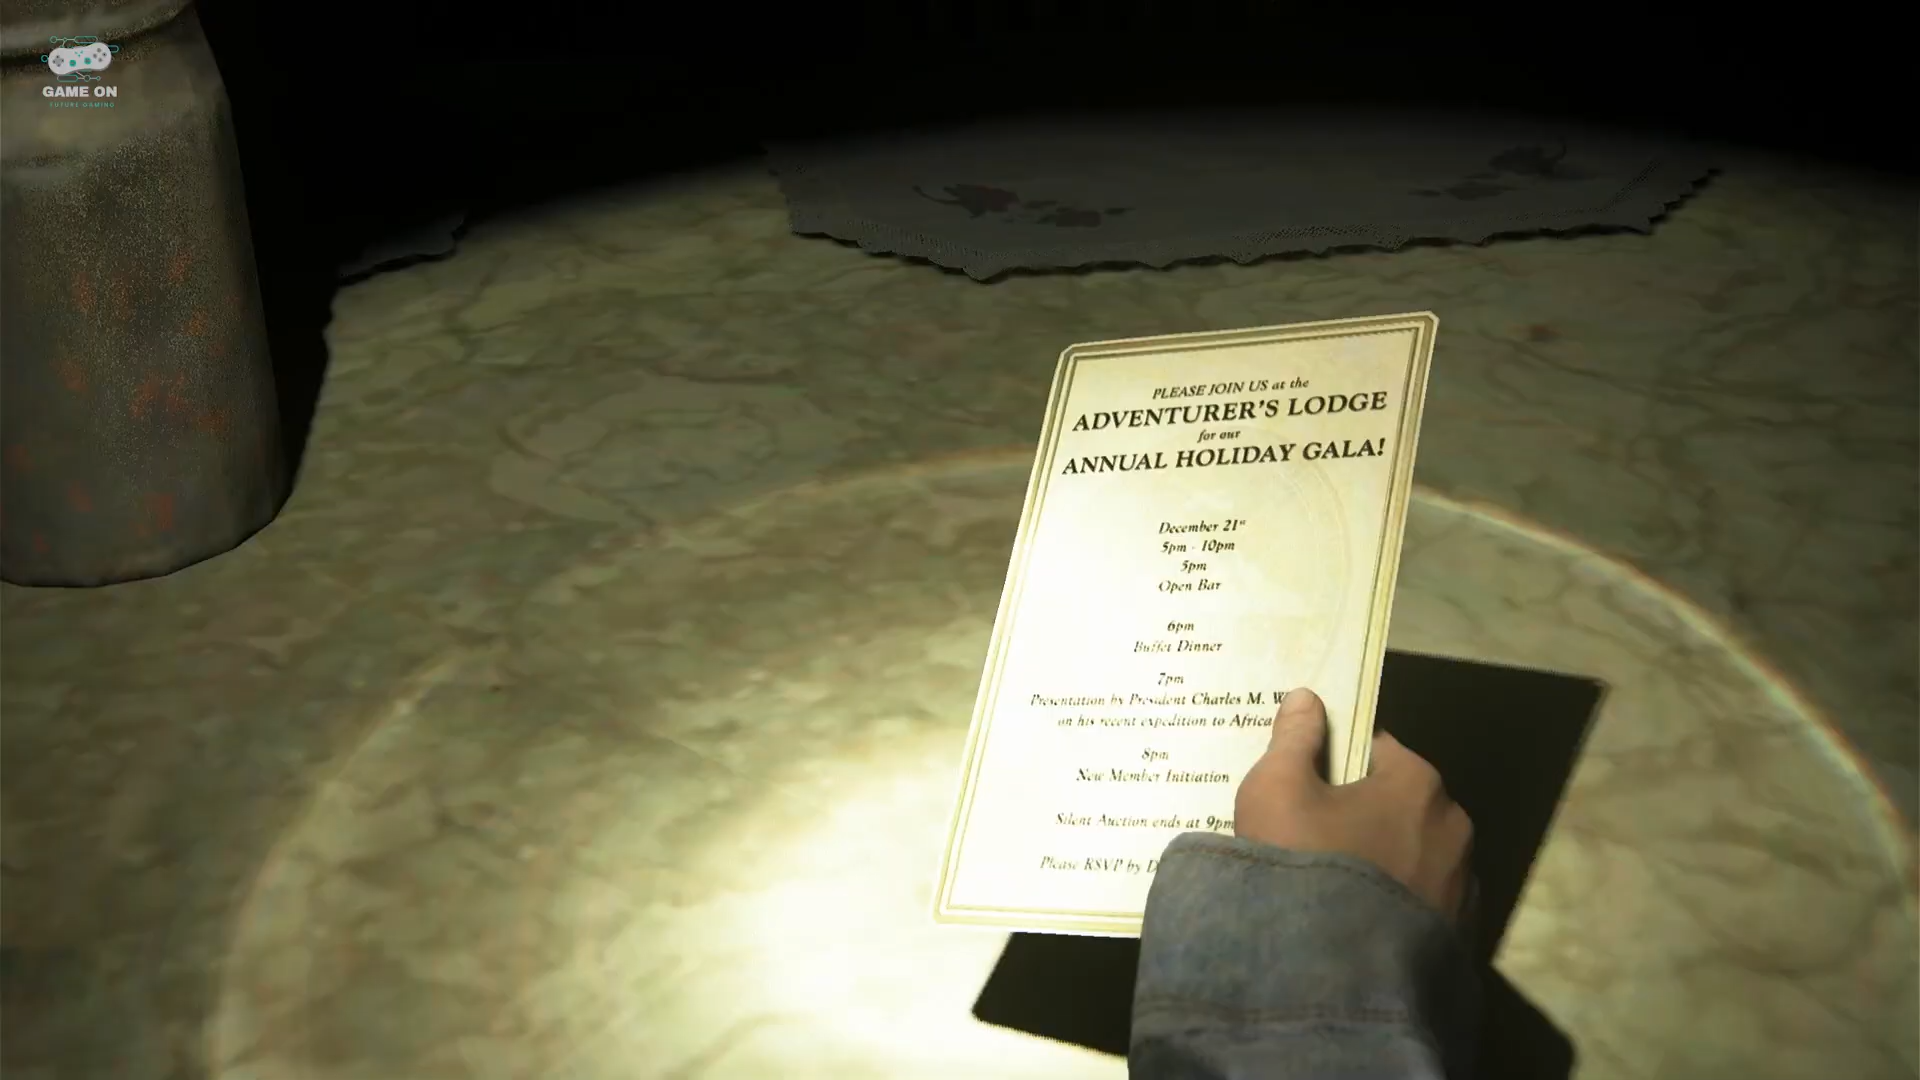 GAME ON
FUTURE GAMING
PLEASE JOIN US at the
ADVENTURER'S LODGE
for our
ANNUAL HOLIDAY GALA!
December 21st
5pm - 10pm
5pm
Open Bar
6pm
Buffet Dinner
7pm
Presentation by President Charles M.
on his recent expedition to Africa
8pm
New Member Initiation
Silent Auction ends at 9pm
Please RSVP by